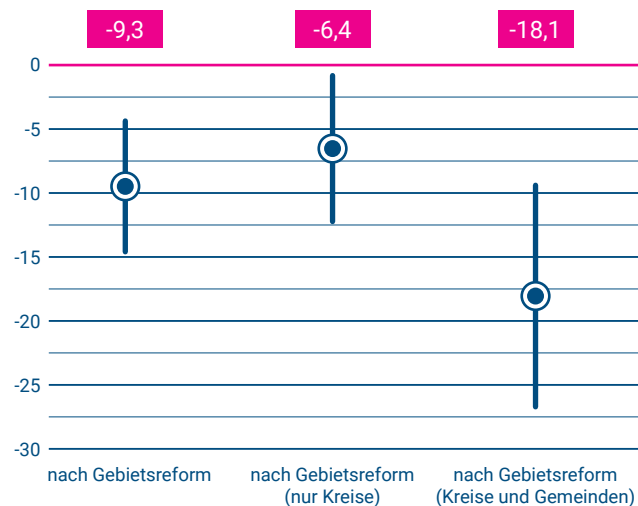 -9,3
-6,4
-18,1
0
-5
-10
-15
-20
-25
-30
nach Gebietsreform
nach Gebietsreform
(nur Kreise)
nach Gebietsreform
(Kreise und Gemeinden)